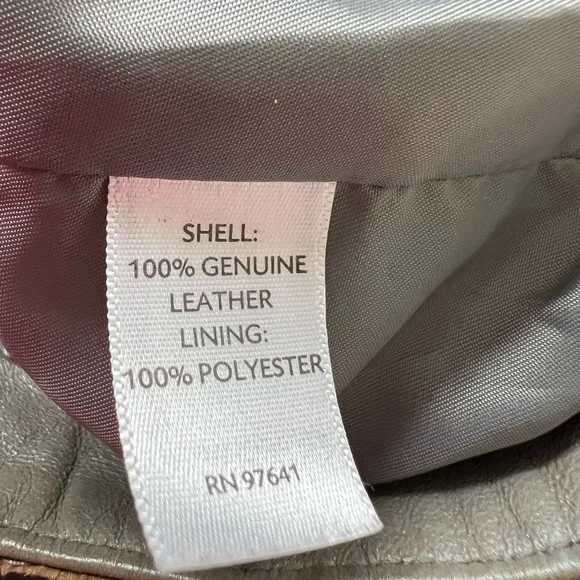 SHELL:
100% GENUINE
LEATHER
LINING:
100% POLYESTER
RN 97641